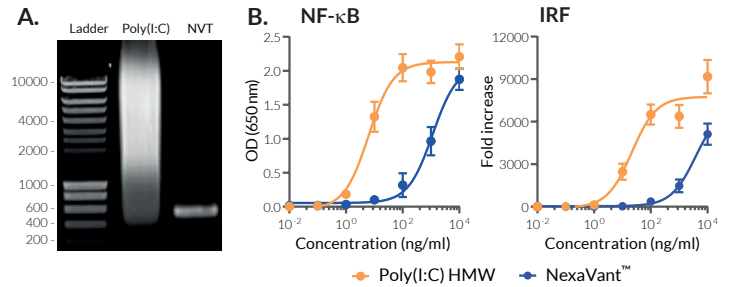 A.
Ladder Poly(I:C) NVT
10000 -
4000 -
2000 -
1000 -
600 -
400 -
200 -
B.
NF-κB
OD (650 nm)
2.5
2.0
1.5
1.0
0.5
0.0
10⁻² 10⁰ 10² 10⁴
Concentration (ng/ml)
IRF
Fold increase
12000
9000
6000
3000
0
10⁻² 10⁰ 10² 10⁴
Concentration (ng/ml)
Poly(I:C) HMW NexaVant™